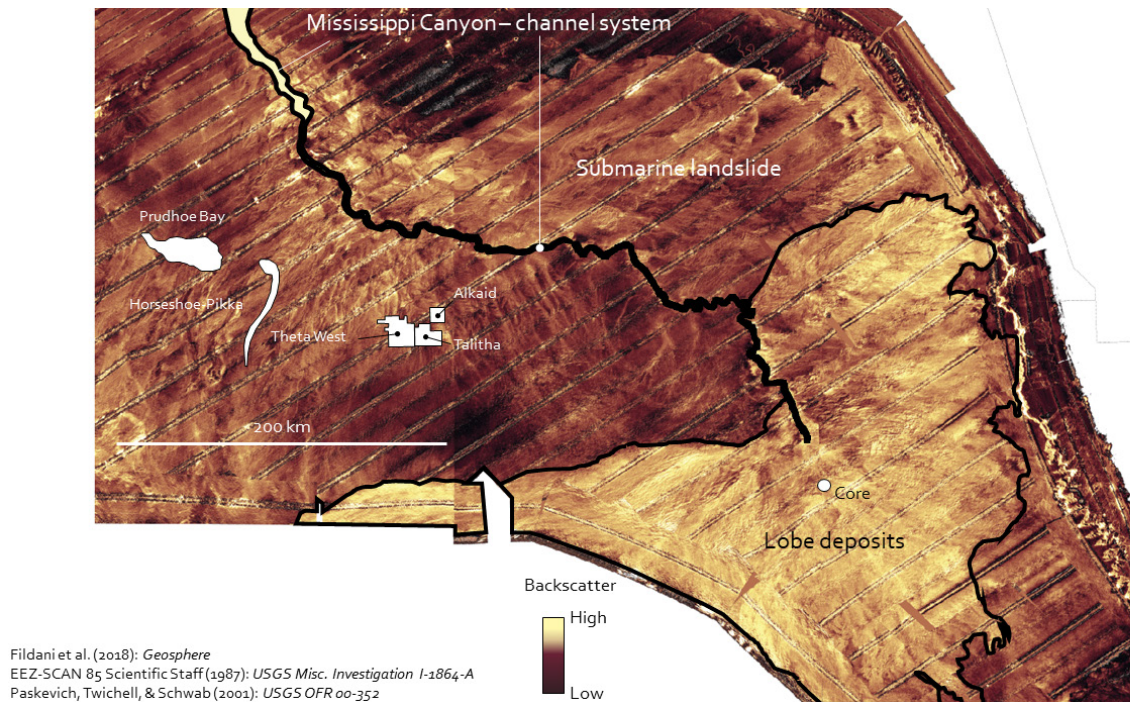 Mississippi Canyon – channel system
Submarine landslide
Prudhoe Bay
Horseshoe-Pikka
Alkaid
Theta West
Talitha
200 km
Core
Lobe deposits
Backscatter
High
Low
Fildani et al. (2018): Geosphere
EEZ-SCAN 85 Scientific Staff (1987): USGS Misc. Investigation I-1864-A
Paskevich, Twichell, & Schwab (2001): USGS OFR 00-352